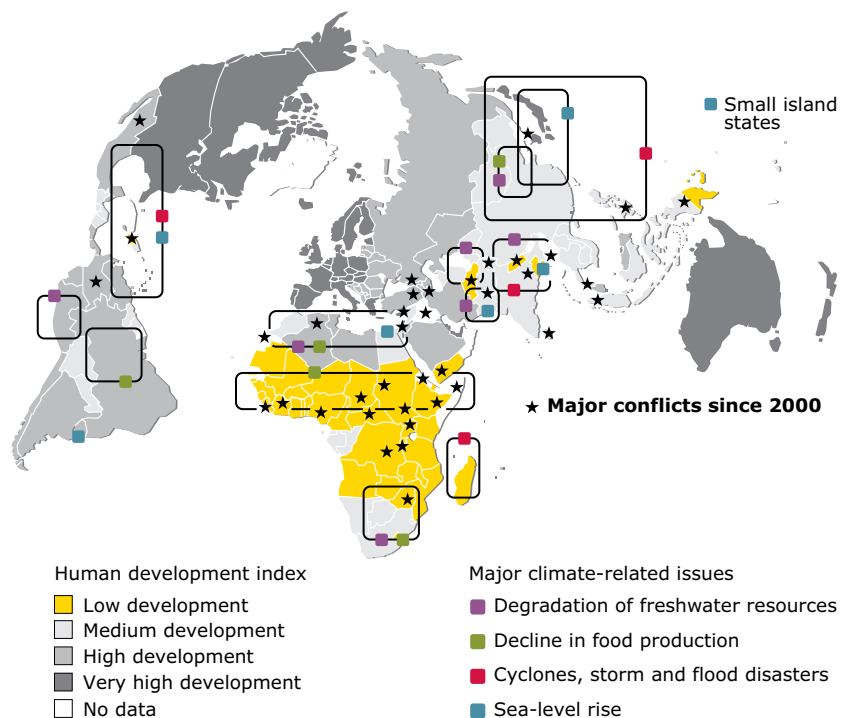 Small island
states
Major conflicts since 2000
Human development index
Low development
Medium development
High development
Very high development
No data
Major climate-related issues
Degradation of freshwater resources
Decline in food production
Cyclones, storm and flood disasters
Sea-level rise